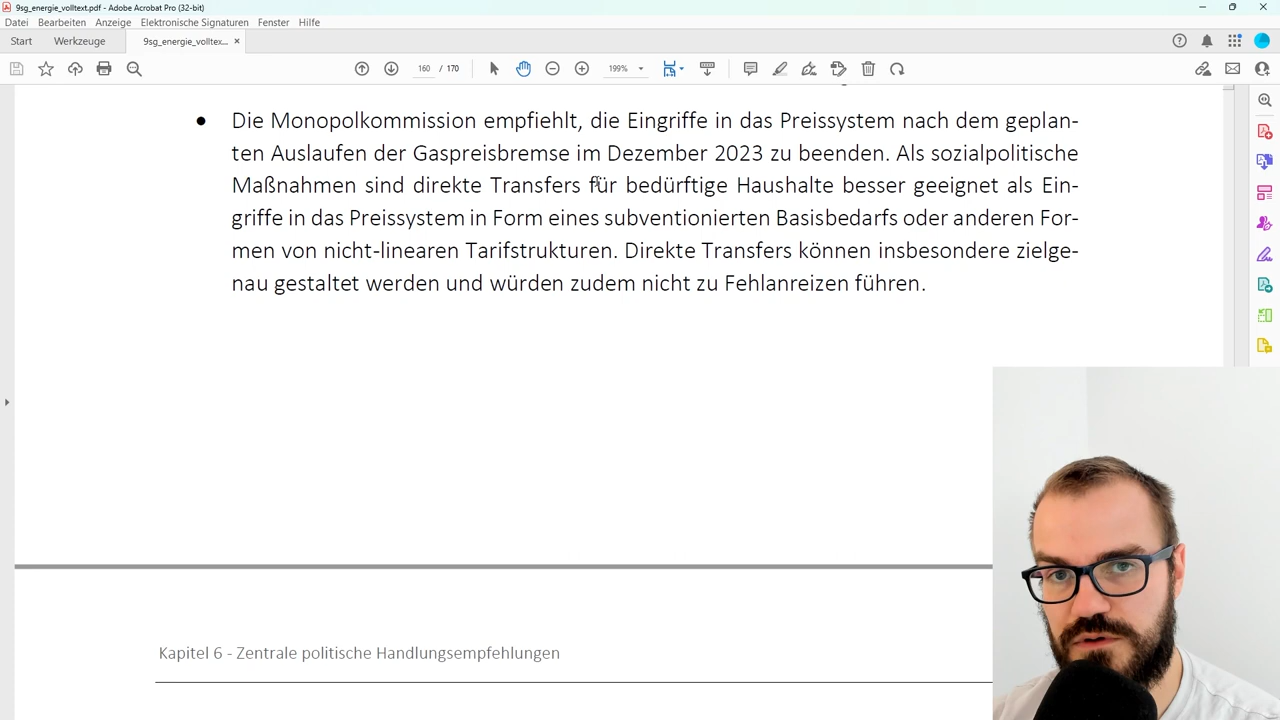 9sg_energie_volltext.pdf - Adobe Acrobat Pro (32-bit)
Datei Bearbeiten Anzeige Elektronische Signaturen Fenster Hilfe
Start Werkzeuge 9sg_energie_volltex... ×
160 / 170 199%
• Die Monopolkommission empfiehlt, die Eingriffe in das Preissystem nach dem geplan-
ten Auslaufen der Gaspreisbremse im Dezember 2023 zu beenden. Als sozialpolitische
Maßnahmen sind direkte Transfers für bedürftige Haushalte besser geeignet als Ein-
griffe in das Preissystem in Form eines subventionierten Basisbedarfs oder anderen For-
men von nicht-linearen Tarifstrukturen. Direkte Transfers können insbesondere zielge-
nau gestaltet werden und würden zudem nicht zu Fehlanreizen führen.
Kapitel 6 - Zentrale politische Handlungsempfehlungen